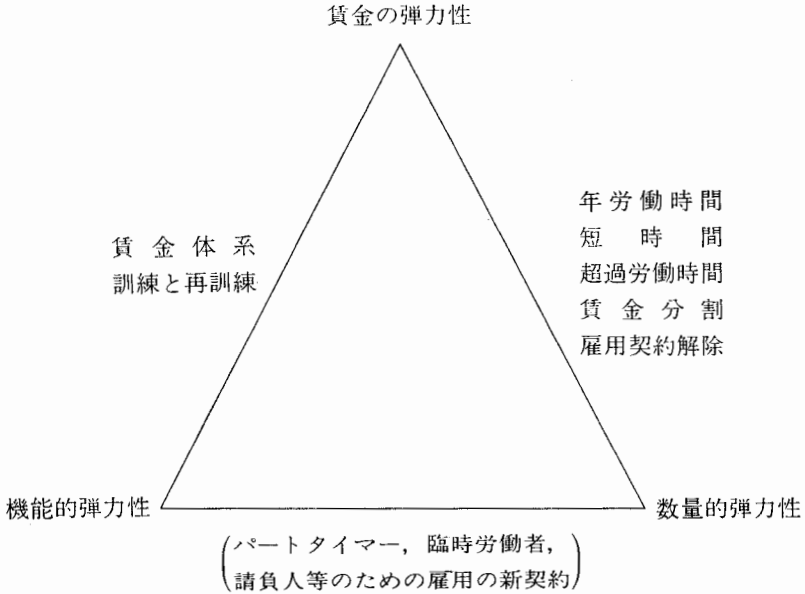 賃金の弾力性
賃金体系
訓練と再訓練
年労働時間
短時間
超過労働時間
賃金分割
雇用契約解除
機能的弾力性
数量的弾力性
(パートタイマー，臨時労働者，
請負人等のための雇用の新契約)